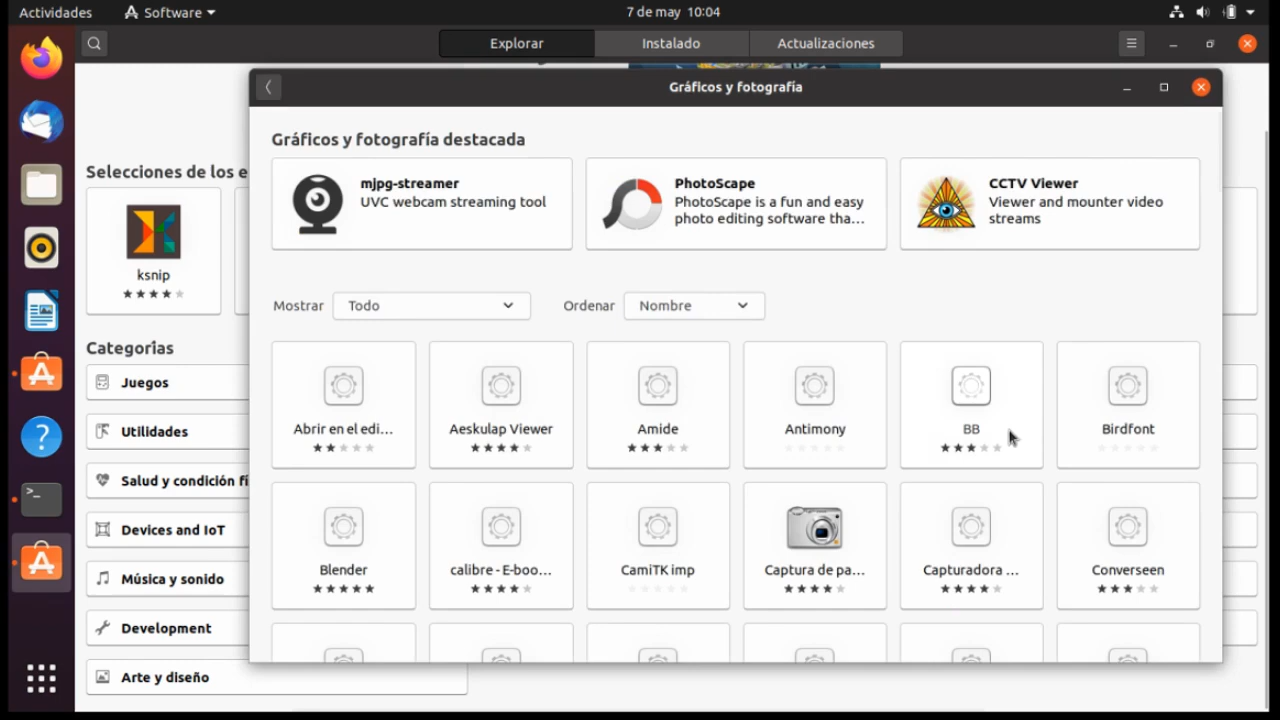 Actividades
Software
7 de may 10:04
Explorar
Instalado
Actualizaciones
Gráficos y fotografía
Selecciones de los e
ksnip
Categorías
Juegos
Utilidades
Salud y condición fí
Devices and IoT
Música y sonido
Development
Arte y diseño
Gráficos y fotografía destacada
mjpg-streamer
UVC webcam streaming tool
PhotoScape
PhotoScape is a fun and easy
photo editing software tha...
CCTV Viewer
Viewer and mounter video
streams
Mostrar
Todo
Ordenar
Nombre
Abrir en el edi...
Aeskulap Viewer
Amide
Antimony
BB
Birdfont
Blender
calibre - E-boo...
CamiTK imp
Captura de pa...
Capturadora ...
Converseen